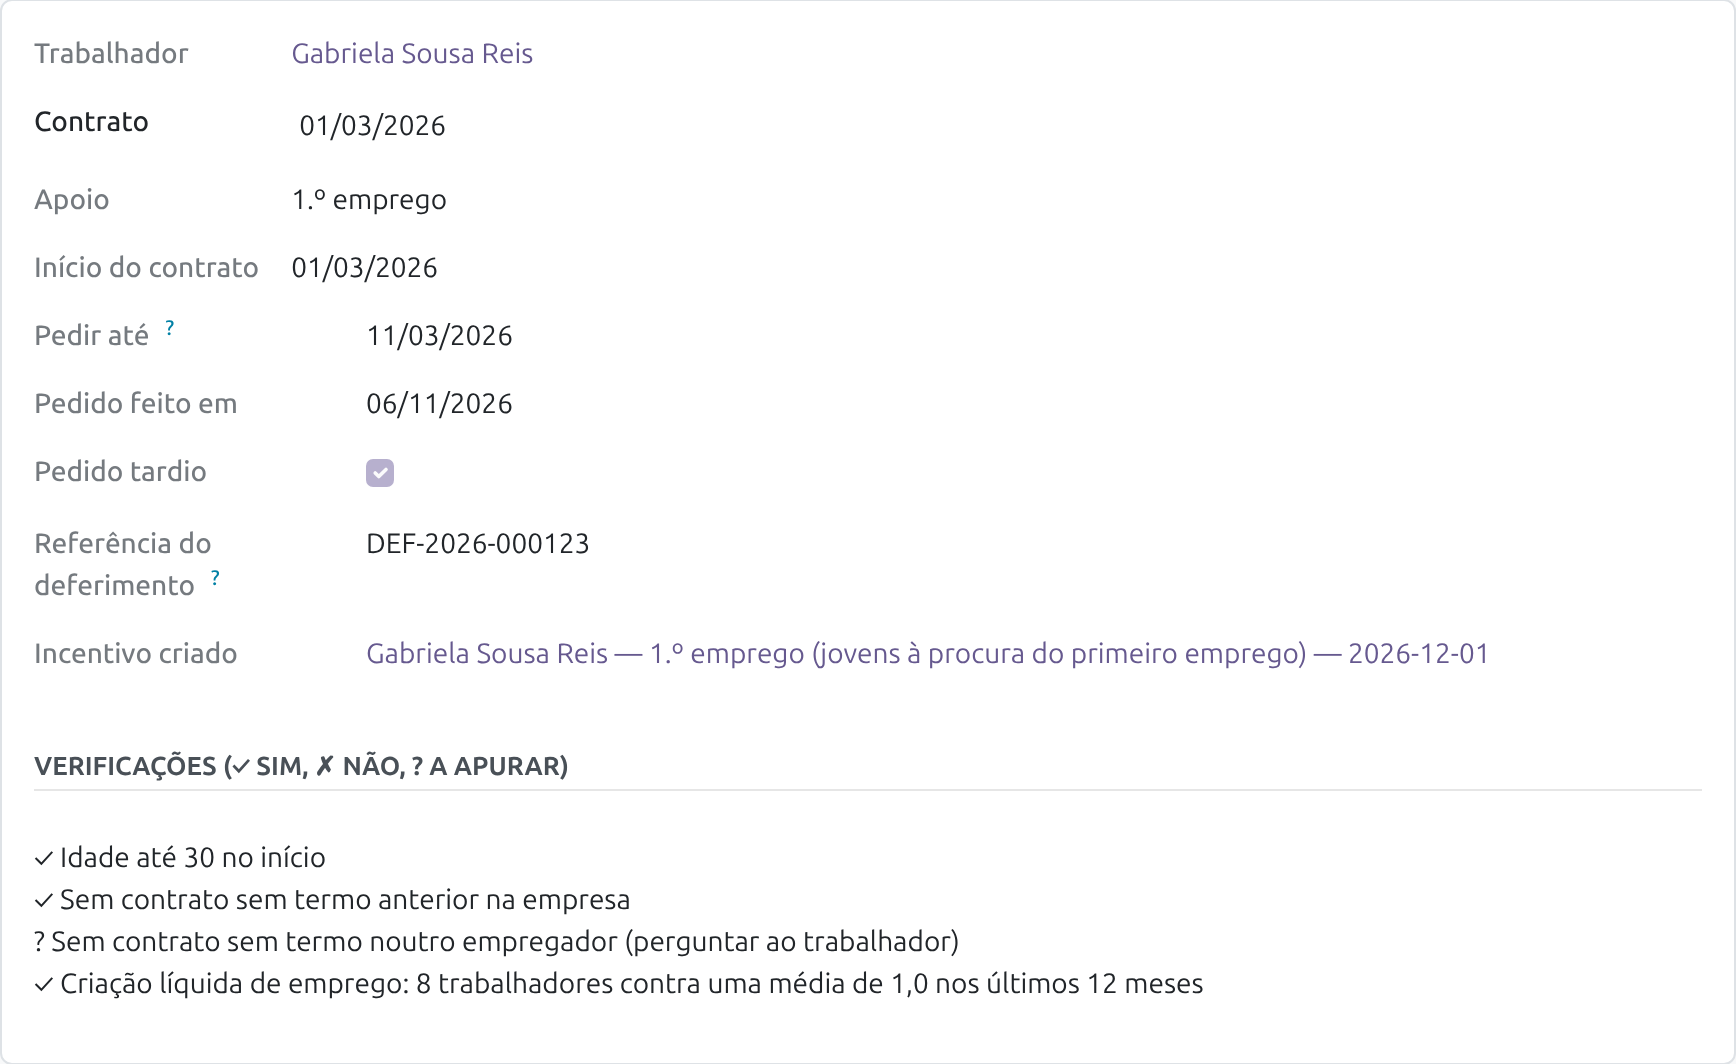 Trabalhador Gabriela Sousa Reis
Contrato 01/03/2026
Apoio 1.º emprego
Início do contrato 01/03/2026
Pedir até ? 11/03/2026
Pedido feito em 06/11/2026
Pedido tardio
Referência do deferimento ? DEF-2026-000123
Incentivo criado Gabriela Sousa Reis — 1.º emprego (jovens à procura do primeiro emprego) — 2026-12-01
VERIFICAÇÕES (✓ SIM, ✗ NÃO, ? A APURAR)
✓ Idade até 30 no início
✓ Sem contrato sem termo anterior na empresa
? Sem contrato sem termo noutro empregador (perguntar ao trabalhador)
✓ Criação líquida de emprego: 8 trabalhadores contra uma média de 1,0 nos últimos 12 meses